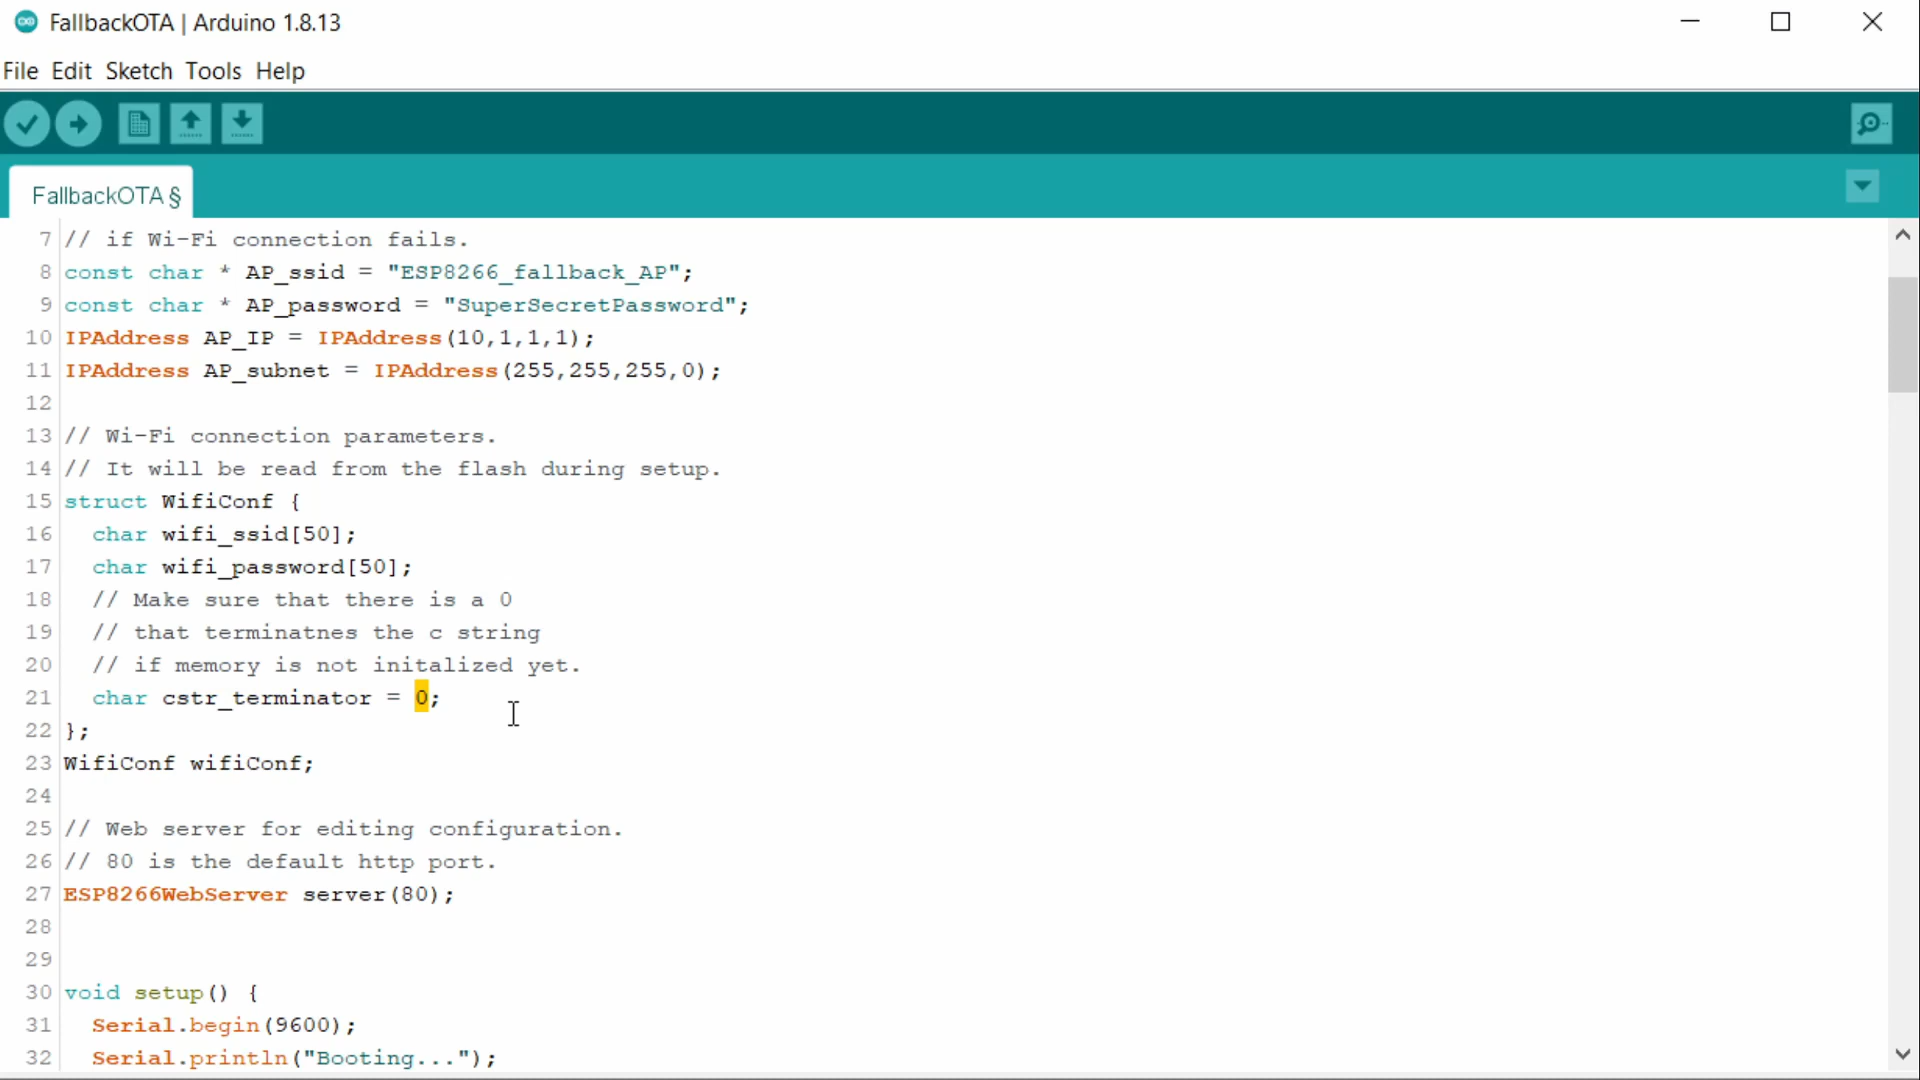 FallbackOTA | Arduino 1.8.13
File Edit Sketch Tools Help
FallbackOTA §
7 // if Wi-Fi connection fails.
8 const char * AP_ssid = "ESP8266_fallback_AP";
9 const char * AP_password = "SuperSecretPassword";
10 IPAddress AP_IP = IPAddress(10,1,1,1);
11 IPAddress AP_subnet = IPAddress(255,255,255,0);
12
13 // Wi-Fi connection parameters.
14 // It will be read from the flash during setup.
15 struct WifiConf {
16 char wifi_ssid[50];
17 char wifi_password[50];
18 // Make sure that there is a 0
19 // that terminatnes the c string
20 // if memory is not initalized yet.
21 char cstr_terminator = 0;
22 };
23 WifiConf wifiConf;
24
25 // Web server for editing configuration.
26 // 80 is the default http port.
27 ESP8266WebServer server(80);
28
29
30 void setup() {
31 Serial.begin(9600);
32 Serial.println("Booting...");